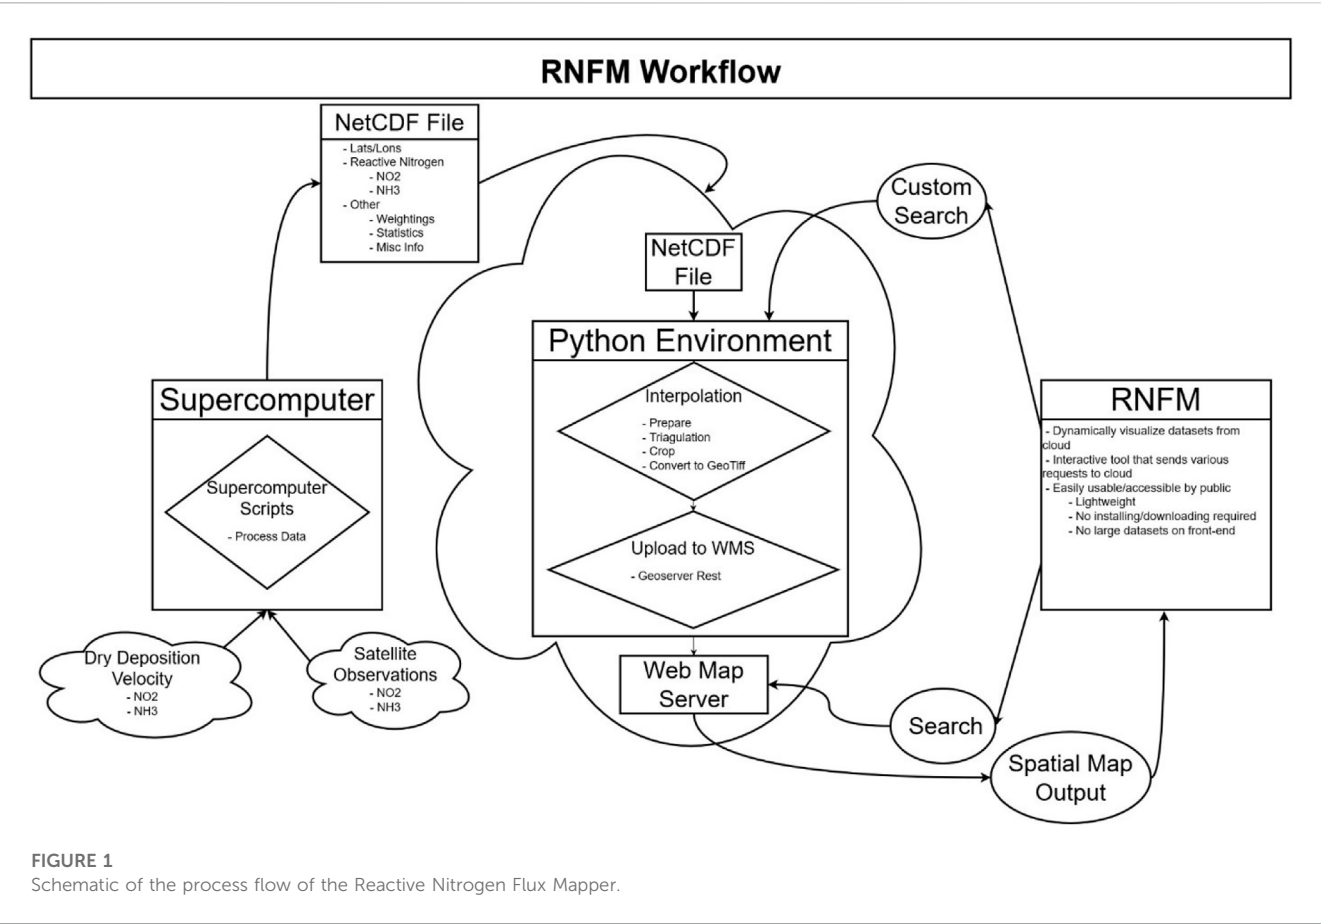 RNFM Workflow
NetCDF File
- Lats/Lons
- Reactive Nitrogen
- NO2
- NH3
- Other
- Weightings
- Statistics
- Misc Info
Custom
Search
NetCDF
File
Python Environment
Interpolation
- Prepare
- Triagulation
- Crop
- Convert to GeoTiff
Upload to WMS
- Geoserver Rest
Supercomputer
Supercomputer
Scripts
- Process Data
RNFM
- Dynamically visualize datasets from
cloud
- Interactive tool that sends various
requests to cloud
- Easily usable/accessible by public
- Lightweight
- No installing/downloading required
- No large datasets on front-end
Dry Deposition
Velocity
- NO2
- NH3
Satellite
Observations
- NO2
- NH3
Web Map
Server
Search
Spatial Map
Output
FIGURE 1
Schematic of the process flow of the Reactive Nitrogen Flux Mapper.